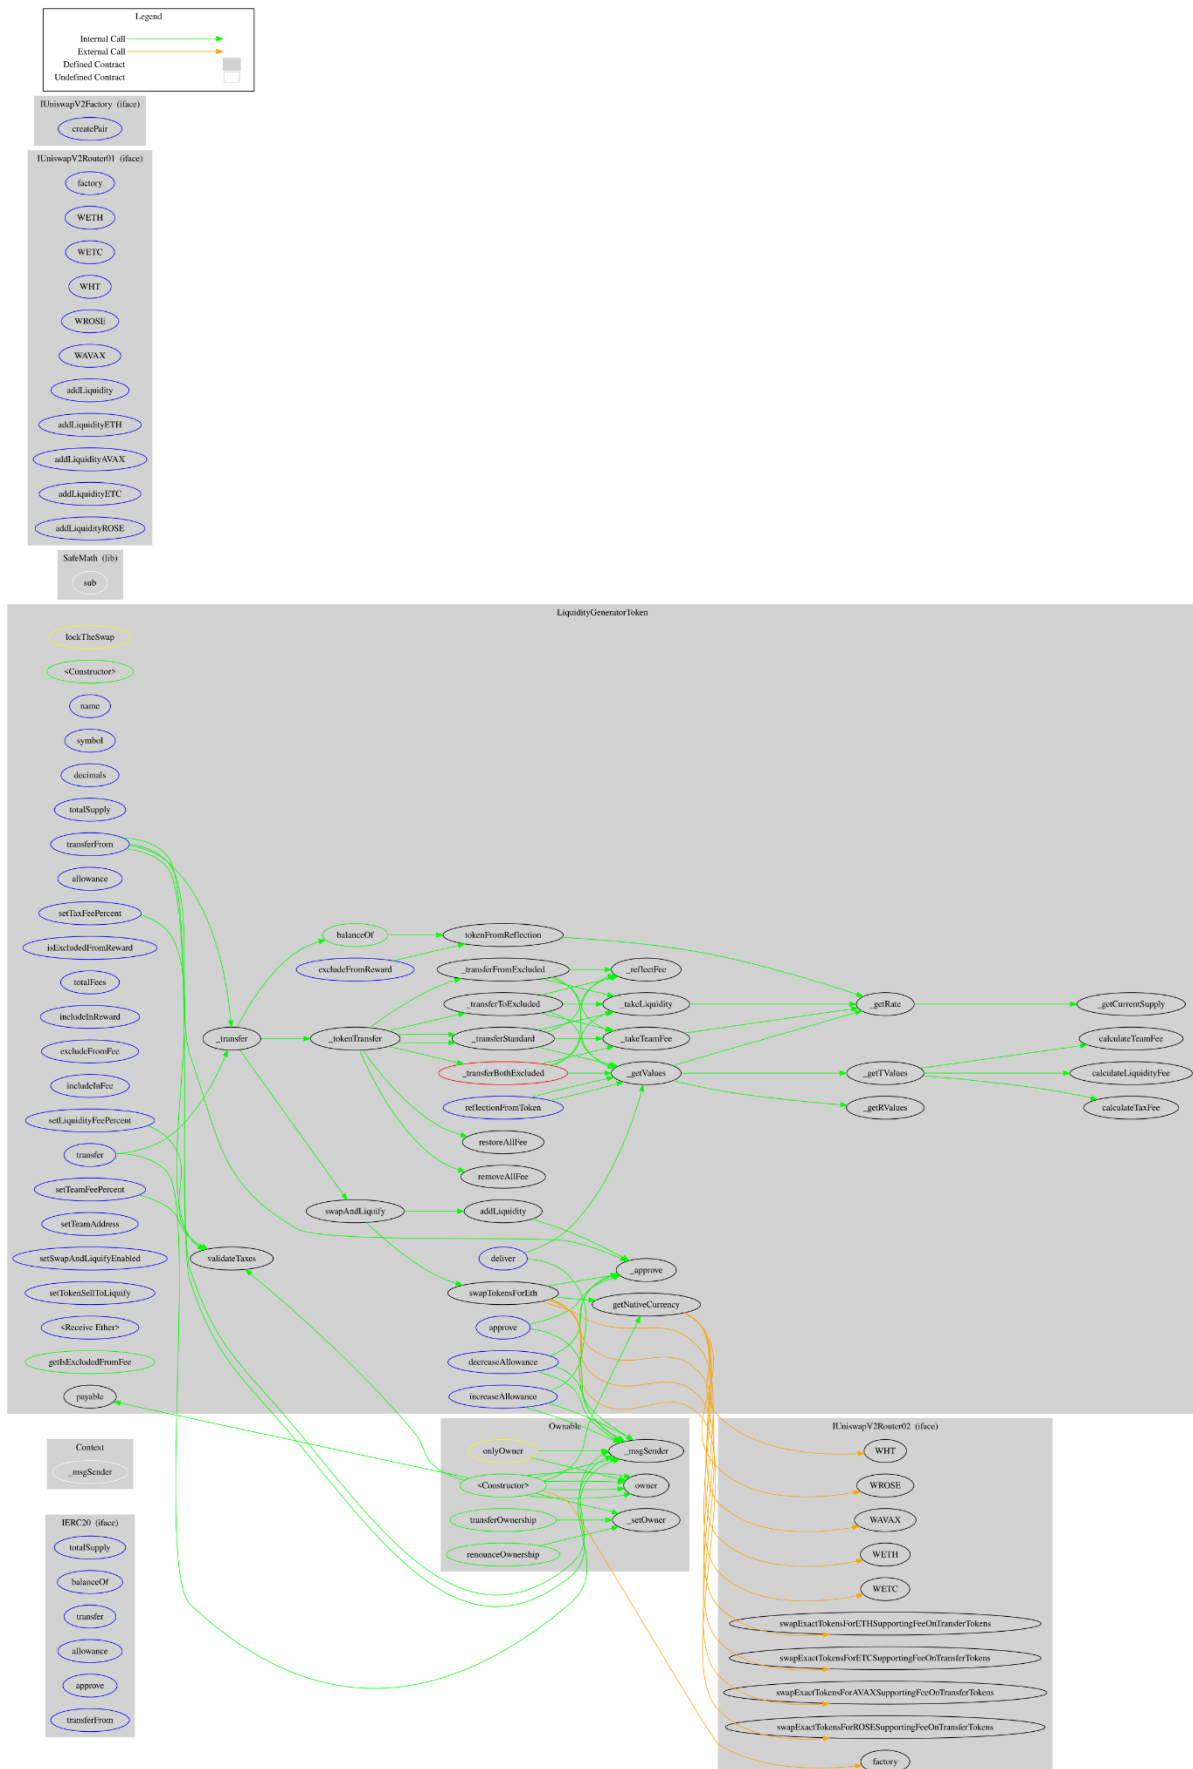 Legend
Internal Call
External Call
Defined Contract
Undefined Contract
IUniswapV2Factory (iface)
createPair
IUniswapV2Router01 (iface)
factory
WETH
WETC
WHT
WROSE
WAVAX
addLiquidity
addLiquidityETH
addLiquidityAVAX
addLiquidityETC
addLiquidityROSE
SafeMath (lib)
sub
LiquidityGeneratorToken
lockTheSwap
<Constructor>
name
symbol
decimals
totalSupply
transferFrom
allowance
setTaxFeePercent
isExcludedFromReward
totalFees
includeInReward
excludeFromFee
includeInFee
setLiquidityFeePercent
transfer
setTeamFeePercent
setTeamAddress
setSwapAndLiquifyEnabled
setTokenSellToLiquify
<Receive Ether>
getIsExcludedFromFee
payable
_transfer
validateTaxes
balanceOf
excludeFromReward
_tokenTransfer
swapAndLiquify
tokenFromReflection
_transferFromExcluded
_transferToExcluded
_transferStandard
_transferBothExcluded
reflectionFromToken
restoreAllFee
removeAllFee
addLiquidity
deliver
swapTokensForEth
approve
decreaseAllowance
increaseAllowance
_reflectFee
_takeLiquidity
_takeTeamFee
_getValues
_approve
getNativeCurrency
_getRate
_getTValues
_getRValues
_getCurrentSupply
calculateTeamFee
calculateLiquidityFee
calculateTaxFee
Context
_msgSender
IERC20 (iface)
totalSupply
balanceOf
transfer
allowance
approve
transferFrom
Ownable
onlyOwner
<Constructor>
transferOwnership
renounceOwnership
_msgSender
owner
_setOwner
IUniswapV2Router02 (iface)
WHT
WROSE
WAVAX
WETH
WETC
swapExactTokensForETHSupportingFeeOnTransferTokens
swapExactTokensForETCSupportingFeeOnTransferTokens
swapExactTokensForAVAXSupportingFeeOnTransferTokens
swapExactTokensForROSESupportingFeeOnTransferTokens
factory